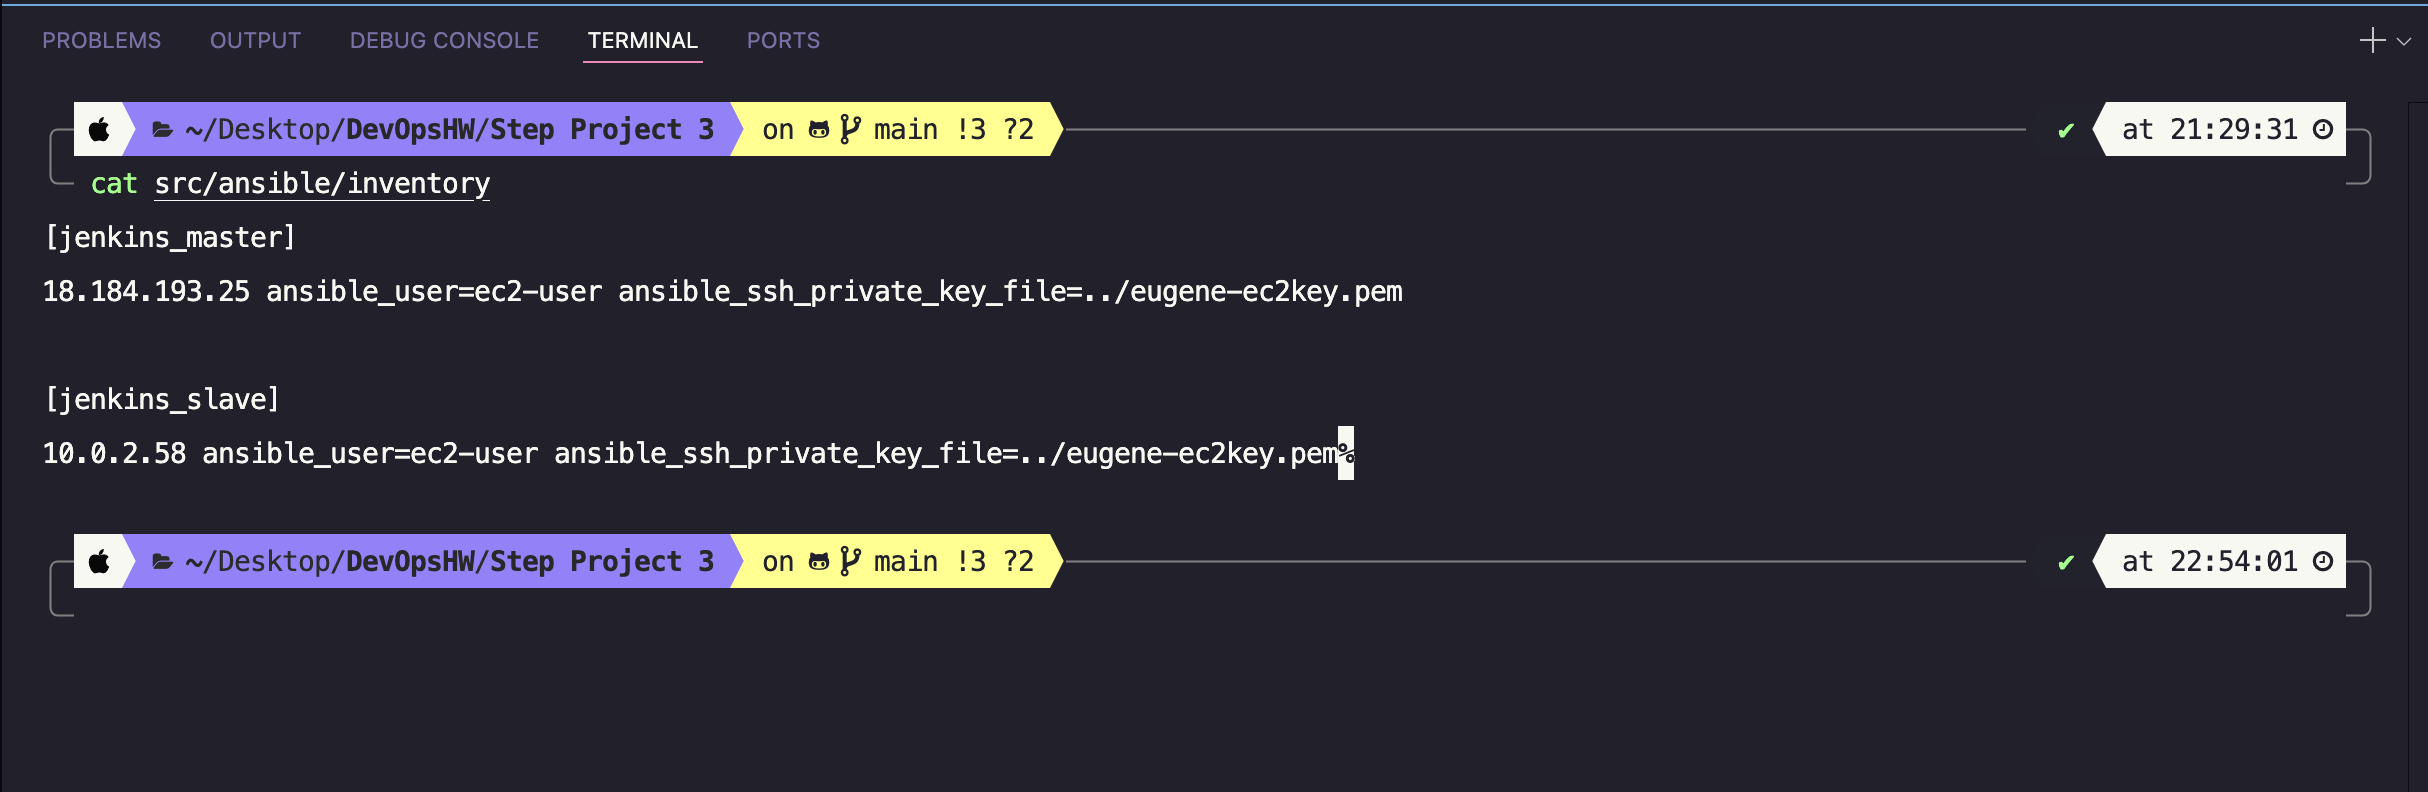 PROBLEMS OUTPUT DEBUG CONSOLE TERMINAL PORTS
~/Desktop/DevOpsHW/Step Project 3 on main !3 ?2 ✔ at 21:29:31
cat src/ansible/inventory
[jenkins_master]
18.184.193.25 ansible_user=ec2-user ansible_ssh_private_key_file=../eugene-ec2key.pem
[jenkins_slave]
10.0.2.58 ansible_user=ec2-user ansible_ssh_private_key_file=../eugene-ec2key.pem%
~/Desktop/DevOpsHW/Step Project 3 on main !3 ?2 ✔ at 22:54:01